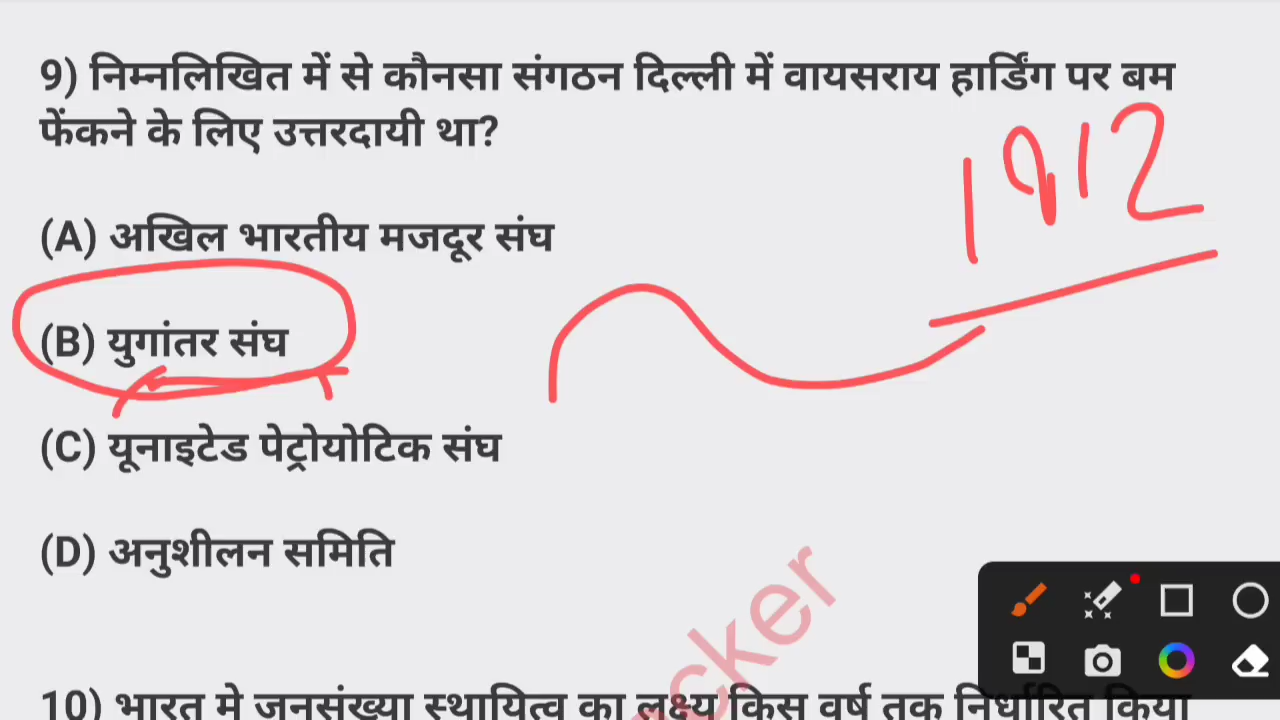 9) निम्नलिखित में से कौनसा संगठन दिल्ली में वायसराय हार्डिंग पर बम
फेंकने के लिए उत्तरदायी था?
1912
(A) अखिल भारतीय मजदूर संघ
(B) युगांतर संघ
(C) यूनाइटेड पेट्रोयोटिक संघ
(D) अनुशीलन समिति
10) भारत मे जनसंख्या स्थायित्व का लक्ष्य किस वर्ष तक निर्धारित किया